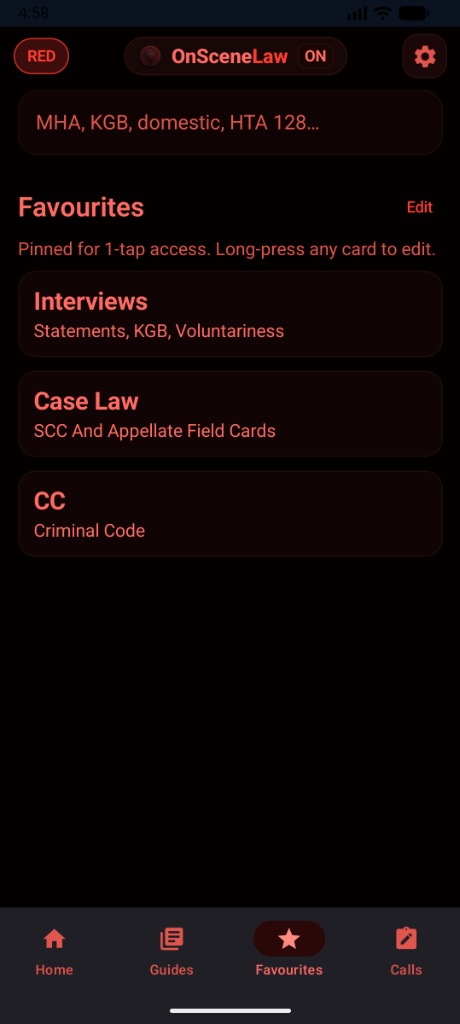 4:58
RED
OnSceneLaw ON
MHA, KGB, domestic, HTA 128...
Favourites
Edit
Pinned for 1-tap access. Long-press any card to edit.
Interviews
Statements, KGB, Voluntariness
Case Law
SCC And Appellate Field Cards
CC
Criminal Code
Home
Guides
Favourites
Calls